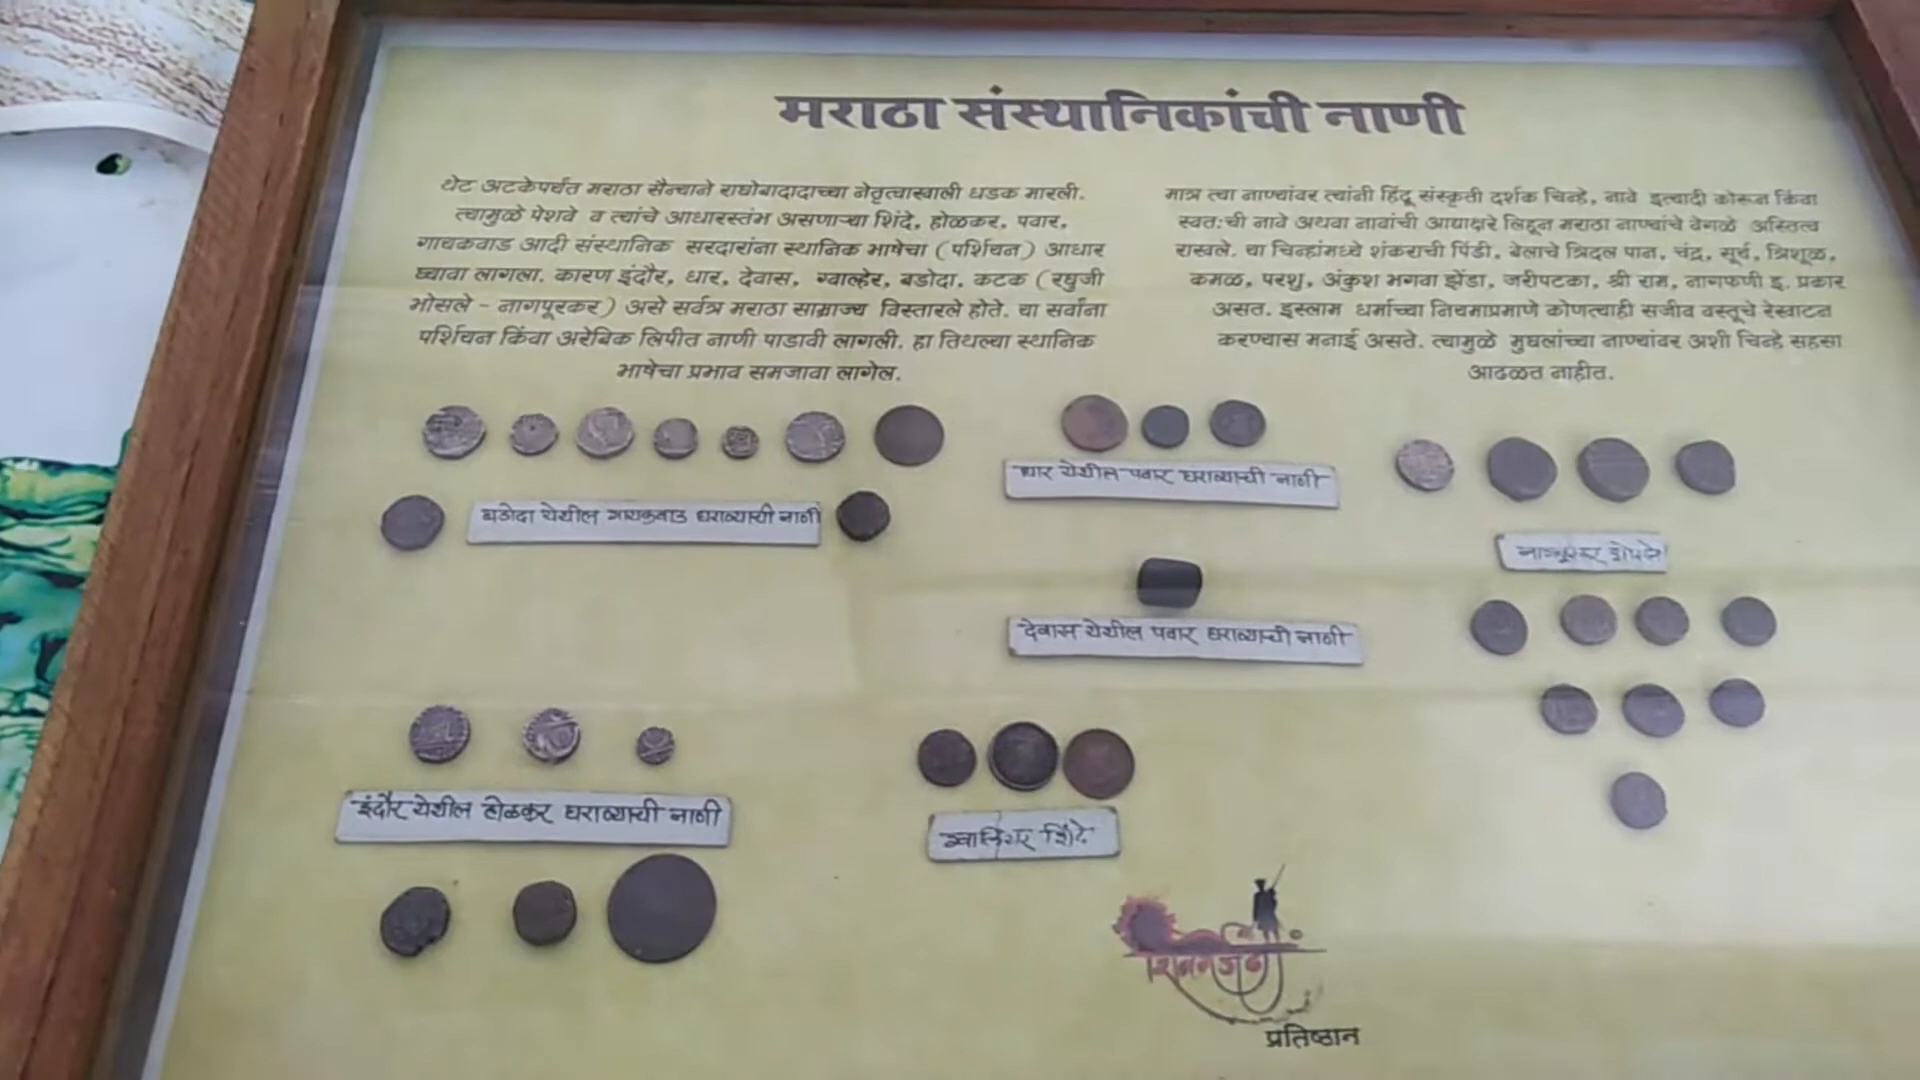 मराठा संस्थानिकांची नाणी
थेट अटकेपर्यंत मराठा सैन्याने राघोबादादाच्या नेतृत्वाखाली धडक मारली.
त्यामुळे पेशवे व त्यांचे आधारस्तंभ असणाऱ्या शिंदे, होळकर, पवार,
गायकवाड आदी संस्थानिक सरदारांना स्थानिक भाषेचा (पर्शियन) आधार
घ्यावा लागला. कारण इंदौर, धार, देवास, ग्वाल्हेर, बडोदा, कटक (रघुजी
भोसले - नागपूरकर) असे सर्वत्र मराठा साम्राज्य विस्तारले होते. या सर्वांना
पर्शियन किंवा अरेबिक लिपीत नाणी पाडावी लागली. हा तिथल्या स्थानिक
भाषेचा प्रभाव समजावा लागेल.
मात्र त्या नाण्यांवर त्यांनी हिंदू संस्कृती दर्शक चिन्हे, नावे इत्यादी कोरून किंवा
स्वतःची नावे अथवा नावांची आद्याक्षरे लिहून मराठा नाण्यांचे वेगळे अस्तित्व
राखले. या चिन्हांमध्ये शंकराची पिंडी, बेलाचे त्रिदल पान, चंद्र, सूर्य, त्रिशूळ,
कमळ, परशु, अंकुश भगवा झेंडा, जरीपटका, श्री राम, नागफणी इ. प्रकार
असत. इस्लाम धर्माच्या नियमाप्रमाणे कोणत्याही सजीव वस्तूचे रेखाटन
करण्यास मनाई असते. त्यामुळे मुघलांच्या नाण्यांवर अशी चिन्हे सहसा
आढळत नाहीत.
धार येथील पवार घराण्याची नाणी
बडोदा येथील गायकवाड घराण्याची नाणी
नागपूरकर भोसले
देवास येथील पवार घराण्याची नाणी
इंदौर येथील होळकर घराण्याची नाणी
ग्वालियर शिंदे
प्रतिष्ठान